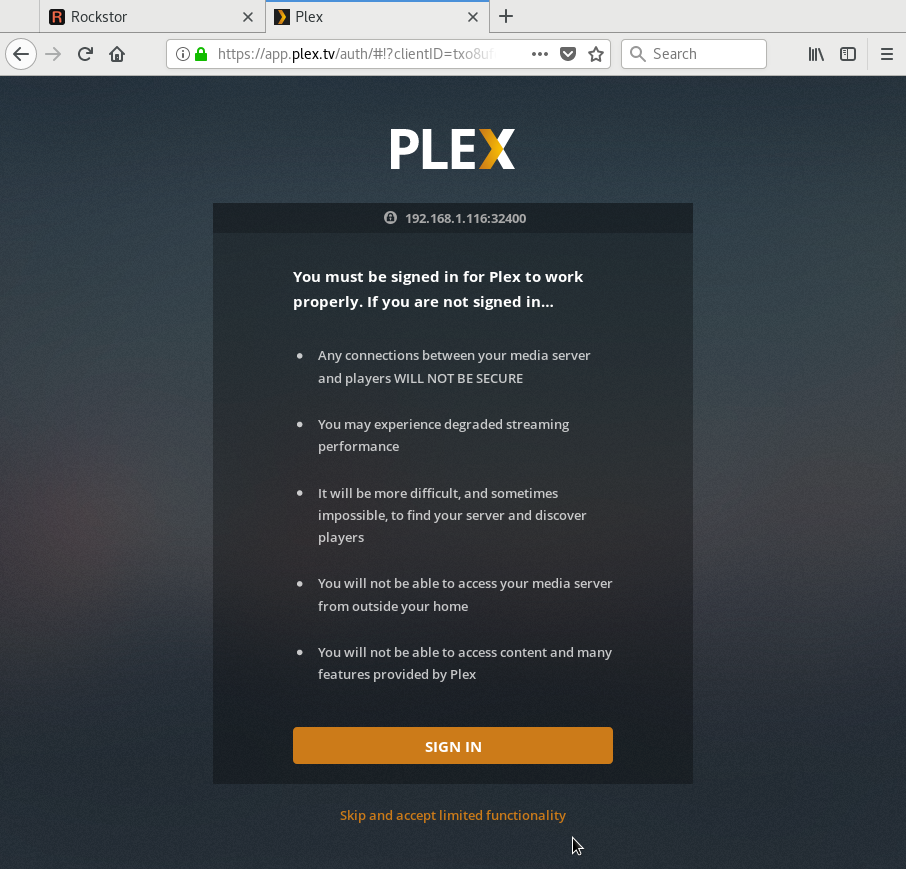 Rockstor
Plex
https://app.plex.tv/auth/#!?clientID=txo8uf
Search
PLEX
192.168.1.116:32400
You must be signed in for Plex to work
properly. If you are not signed in...
Any connections between your media server
and players WILL NOT BE SECURE
You may experience degraded streaming
performance
It will be more difficult, and sometimes
impossible, to find your server and discover
players
You will not be able to access your media server
from outside your home
You will not be able to access content and many
features provided by Plex
SIGN IN
Skip and accept limited functionality